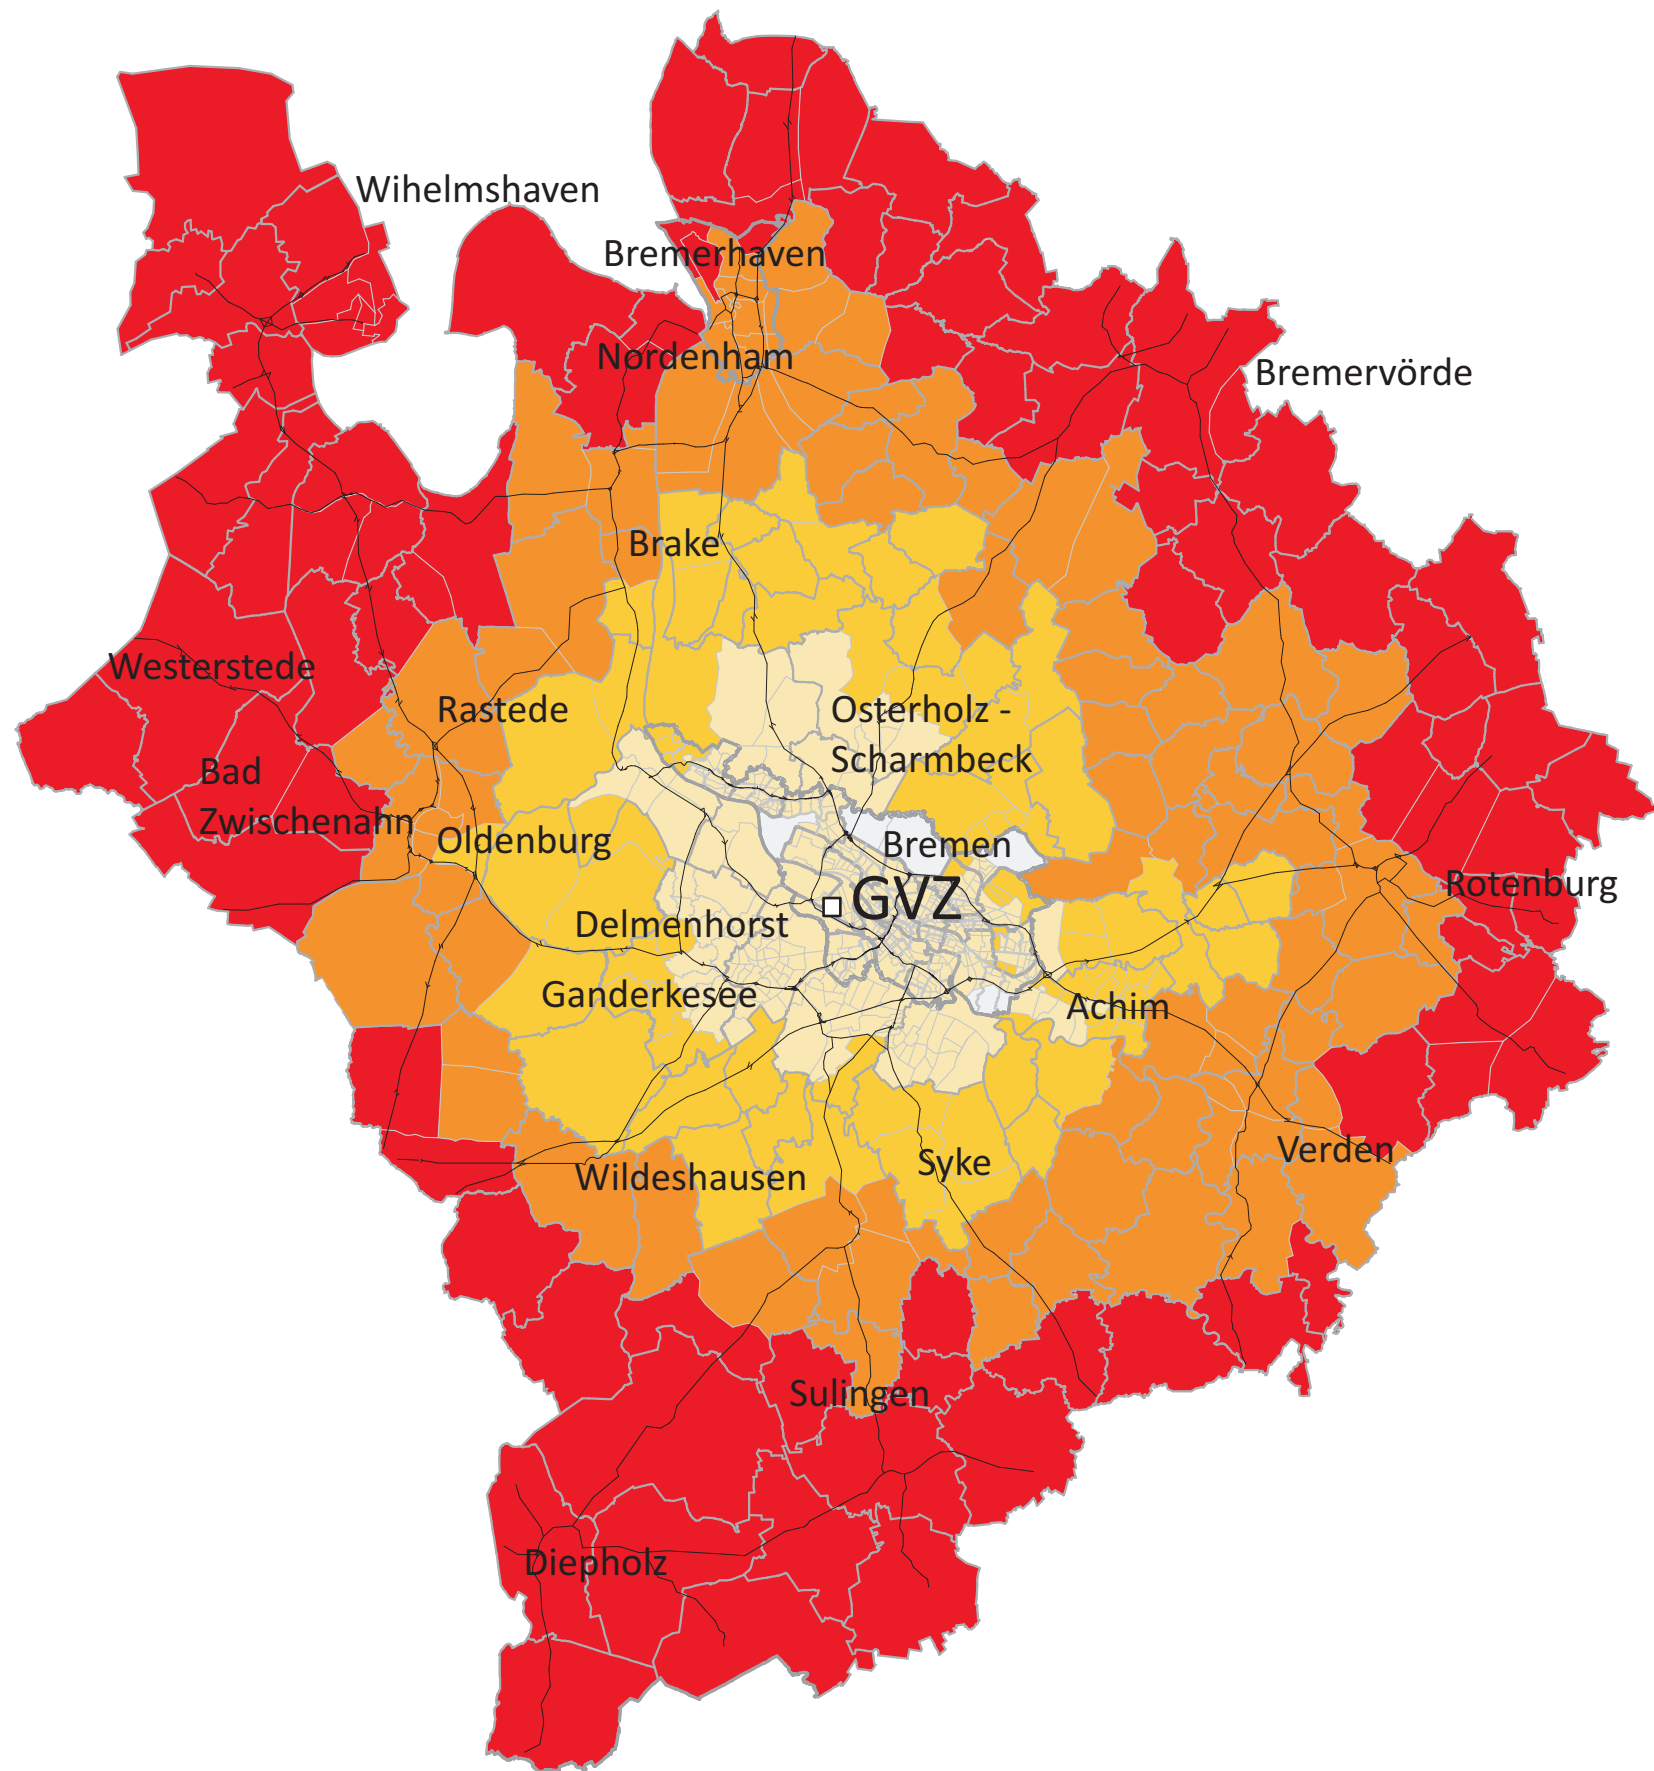 Wihelmshaven
Bremerhaven
Nordenham
Bremervörde
Brake
Westerstede
Rastede
Osterholz -
Scharmbeck
Bad
Zwischenahn
Oldenburg
Bremen
GVZ
Rotenburg
Delmenhorst
Ganderkesee
Achim
Verden
Syke
Wildeshausen
Sulingen
Diepholz